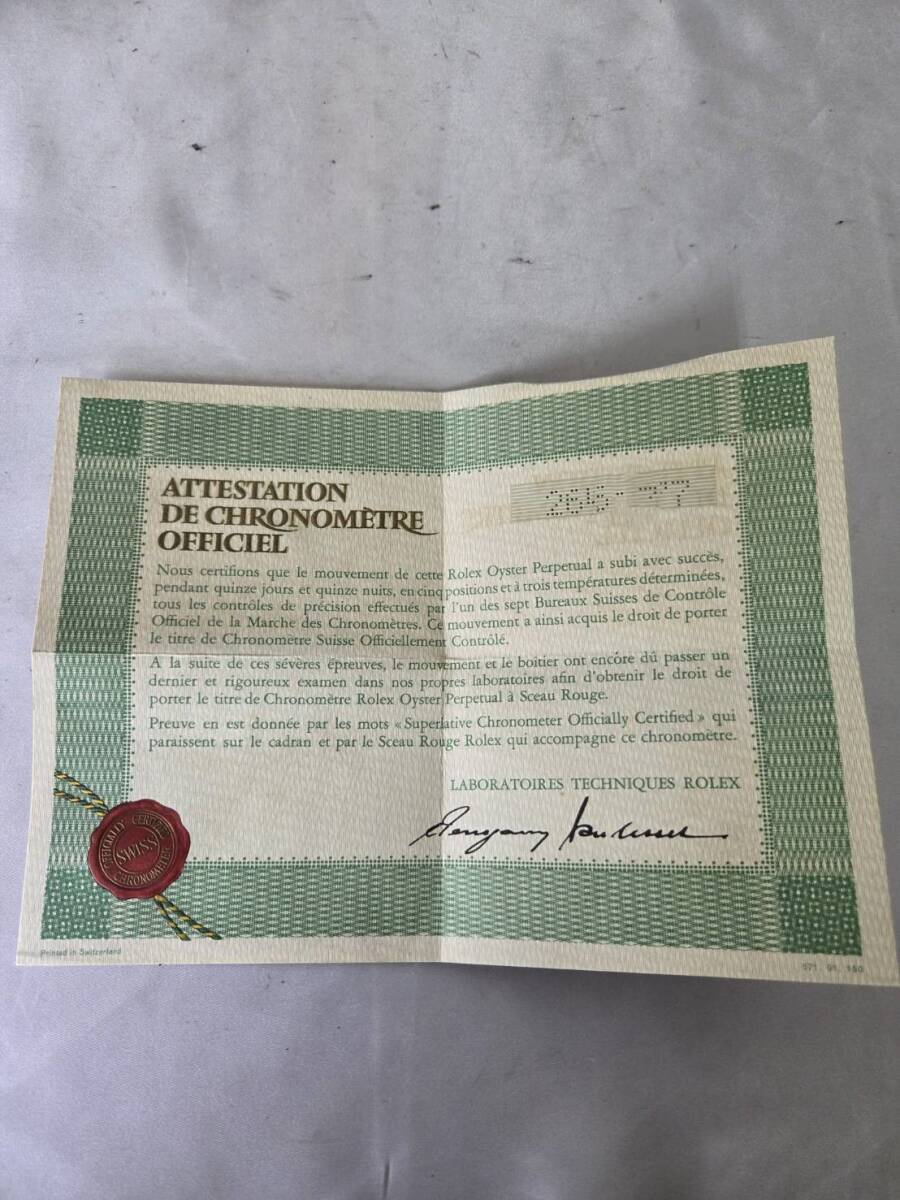 ATTESTATION
DE CHRONOMÈTRE
OFFICIEL
Nous certifions que le mouvement de cette Rolex Oyster Perpetual a subi avec succès,
pendant quinze jours et quinze nuits, en cinq positions et à trois températures déterminées,
tous les contrôles de précision effectués par l'un des sept Bureaux Suisses de Contrôle
Officiel de la Marche des Chronomètres. Ce mouvement a ainsi acquis le droit de porter
le titre de Chronomètre Suisse Officiellement Contrôlé.
A la suite de ces sévères épreuves, le mouvement et le boitier ont encore dû passer un
dernier et rigoureux examen dans nos propres laboratoires afin d'obtenir le droit de
porter le titre de Chronomètre Rolex Oyster Perpetual à Sceau Rouge.
Preuve en est donnée par les mots «Superlative Chronometer Officially Certified» qui
paraissent sur le cadran et par le Sceau Rouge Rolex qui accompagne ce chronomètre.
LABORATOIRES TECHNIQUES ROLEX
OFFICIALLY CERTIFIED
SWISS
CHRONOMETER
Printed in Switzerland
571. 01. 150